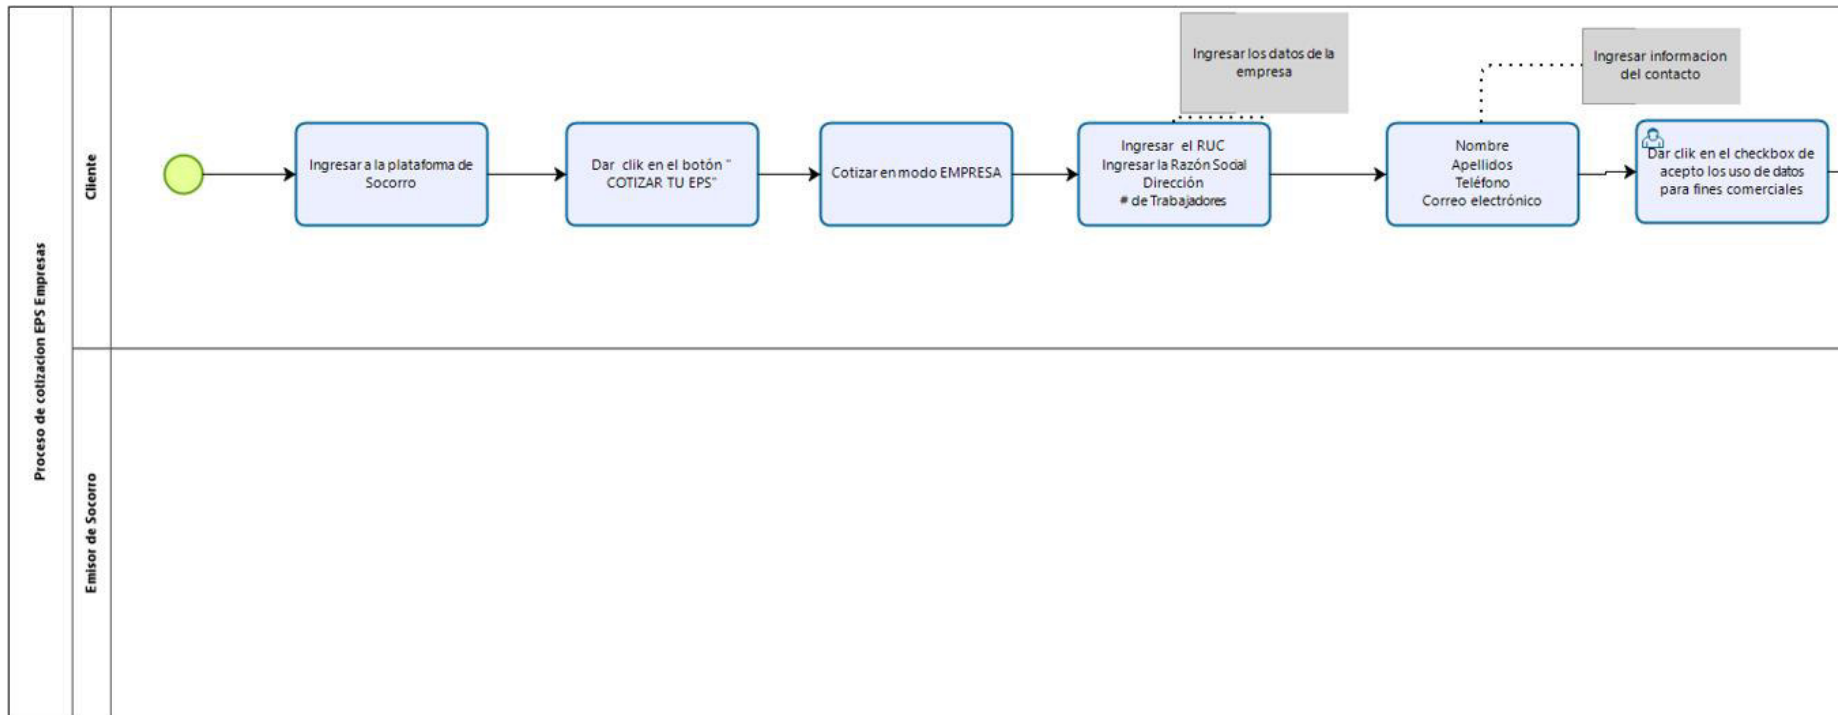 Proceso de cotizacion EPS Empresas
Cliente
Ingresar a la plataforma de
Socorro
Dar clik en el botón "
COTIZAR TU EPS"
Cotizar en modo EMPRESA
Ingresar los datos de la
empresa
Ingresar el RUC
Ingresar la Razón Social
Dirección
# de Trabajadores
Ingresar informacion
del contacto
Nombre
Apellidos
Teléfono
Correo electrónico
Dar clik en el checkbox de
acepto los uso de datos
para fines comerciales
Emisor de Socorro